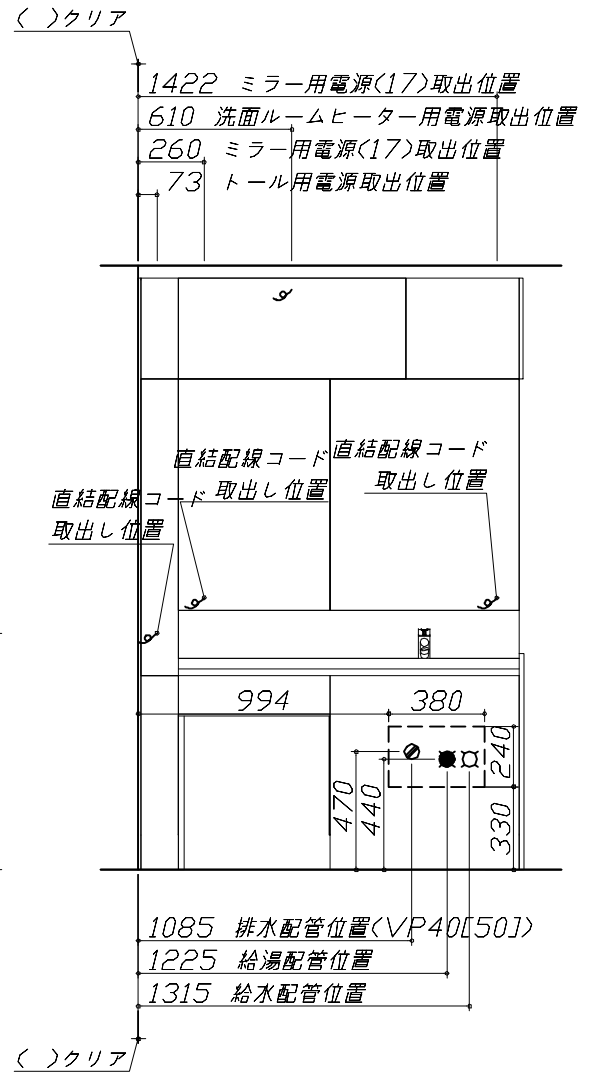 ( )クリア
1422 ミラー用電源(17)取出位置
610 洗面ルームヒーター用電源取出位置
260 ミラー用電源(17)取出位置
73 トール用電源取出位置
直結配線コード
取出し位置
直結配線コード
取出し位置
直結配線コード
取出し位置
994
380
240
470
440
330
1085 排水配管位置(VP40[50])
1225 給湯配管位置
1315 給水配管位置
( )クリア